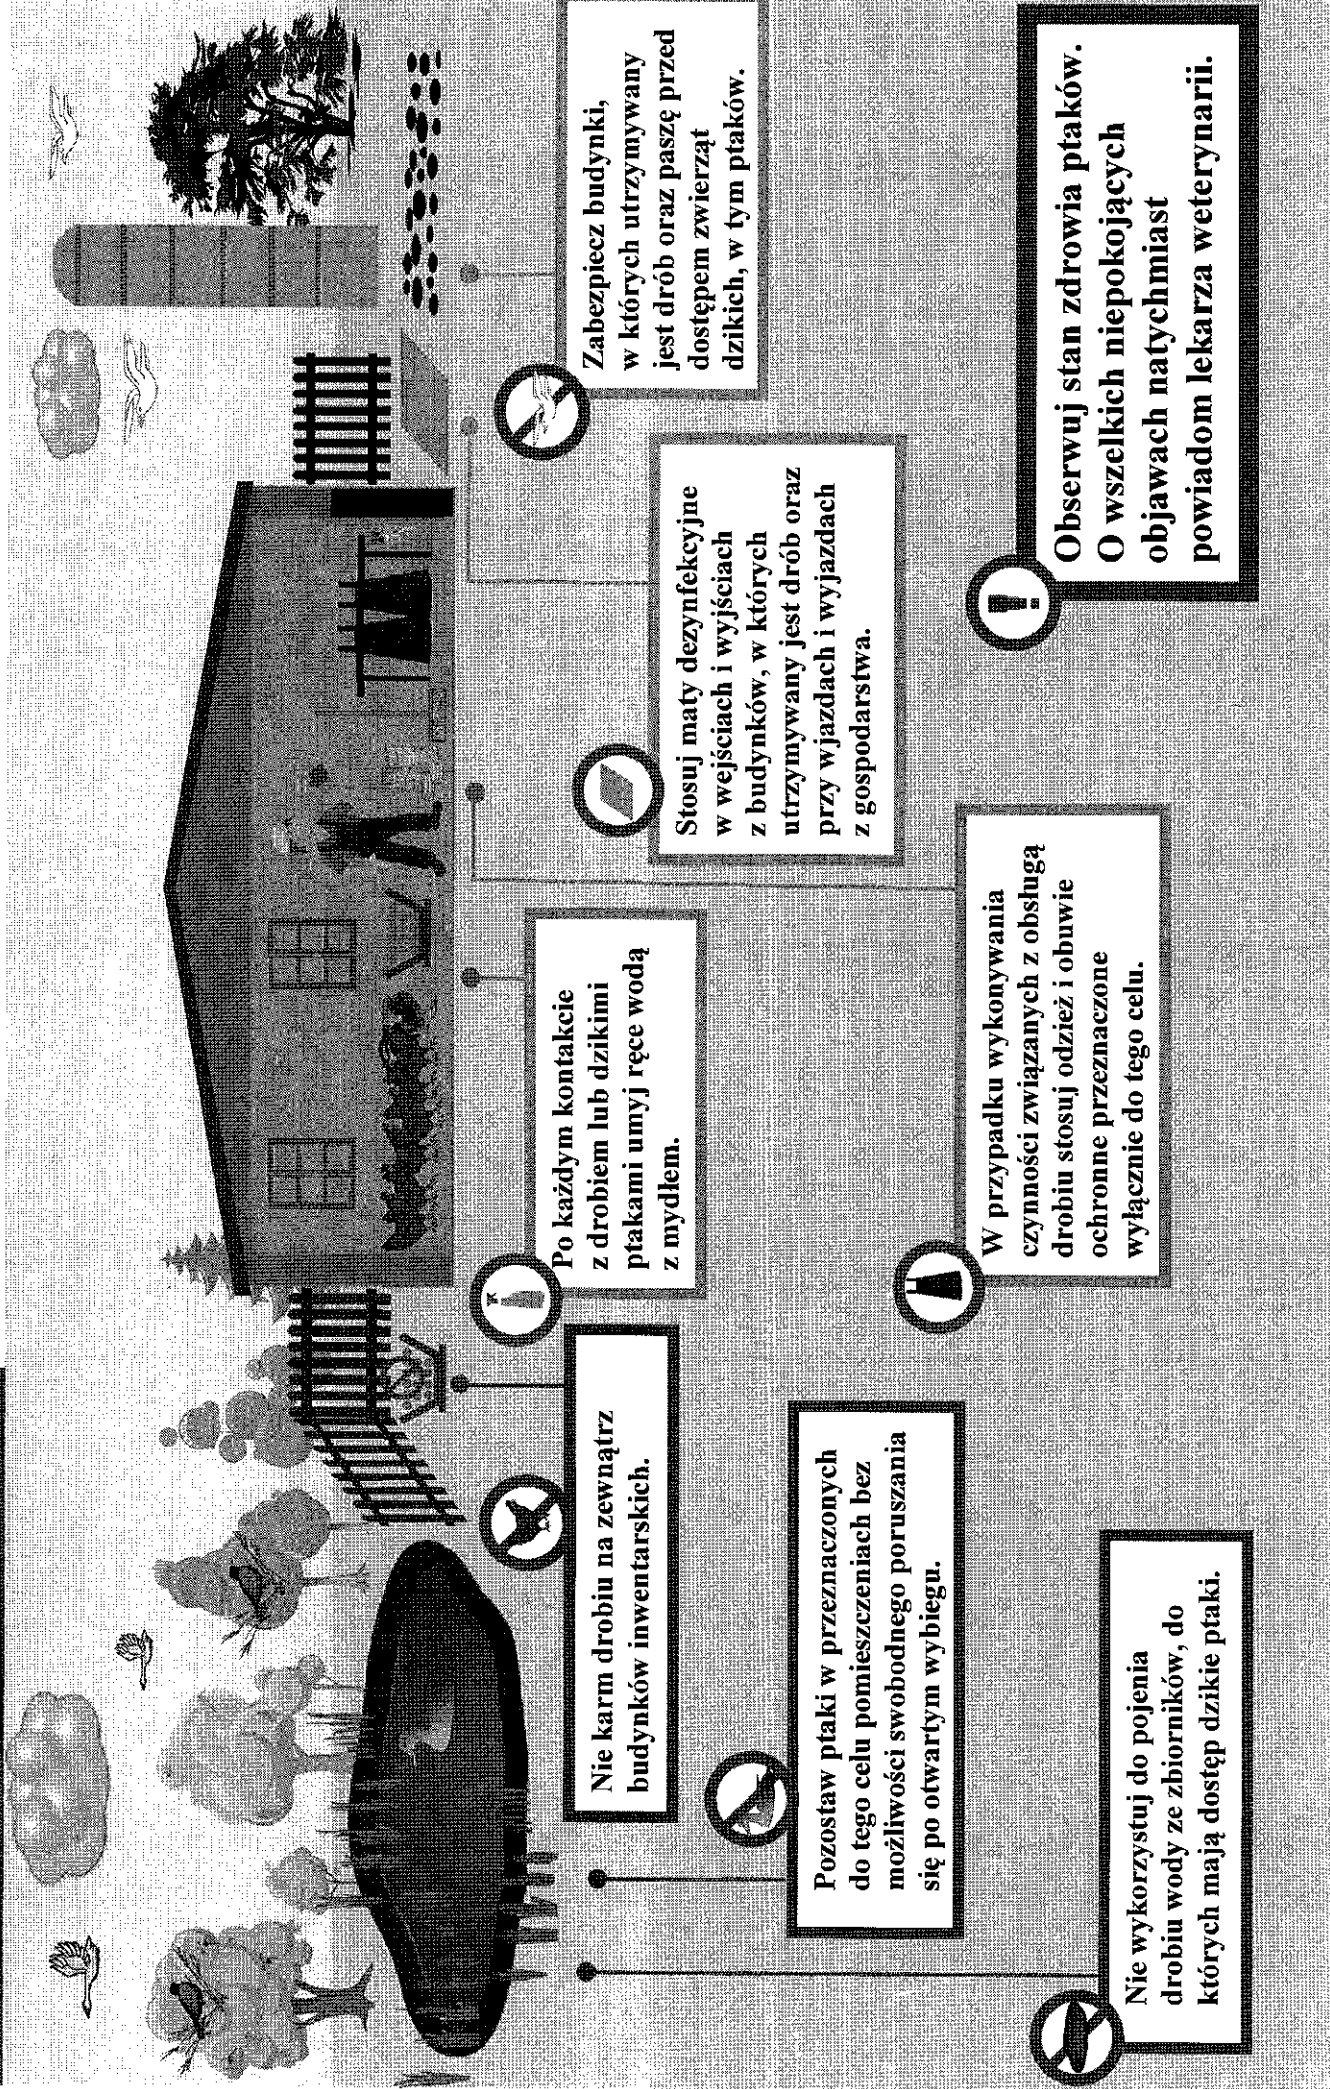 Nie karm drobiu na zewnątrz
budynków inwentarskich.
Po każdym kontakcie
z drobiem lub dzikimi
ptakami umyj ręce wodą
z mydłem.
Zabezpiecz budynki,
w których utrzymywany
jest drób oraz paszę przed
dostępem zwierząt
dzikich, w tym ptaków.
Stosuj maty dezynfekcyjne
w wejściach i wyjściach
z budynków, w których
utrzymywany jest drób oraz
przy wjazdach i wyjazdach
z gospodarstwa.
Pozostaw ptaki w przeznaczonych
do tego celu pomieszczeniach bez
możliwości swobodnego poruszania
się po otwartym wybiegu.
W przypadku wykonywania
czynności związanych z obsługą
drobiu stosuj odzież i obuwie
ochronne przeznaczone
wyłącznie do tego celu.
Nie wykorzystuj do pojenia
drobiu wody ze zbiorników, do
których mają dostęp dzikie ptaki.
Obserwuj stan zdrowia ptaków.
O wszelkich niepokojących
objawach natychmiast
powiadom lekarza weterynarii.